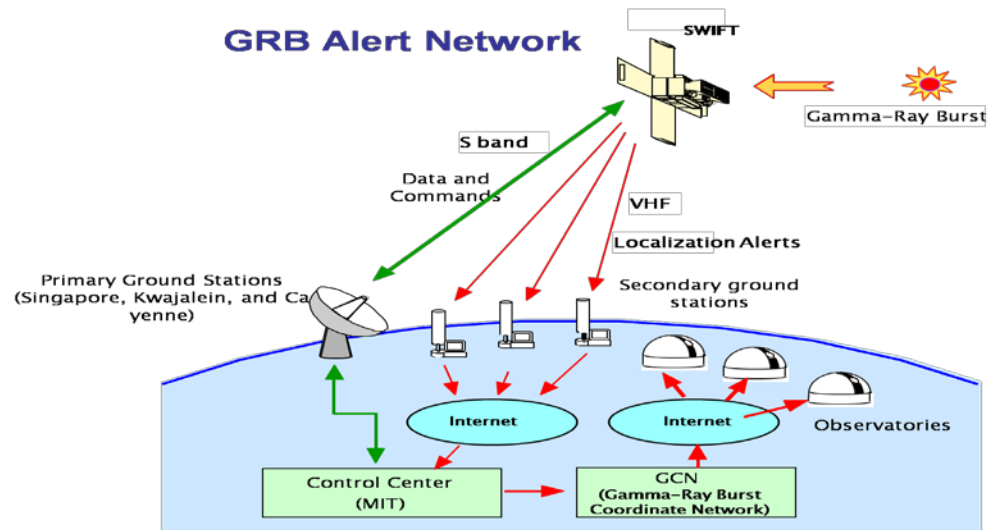 GRB Alert Network
SWIFT
Gamma-Ray Burst
S band
Data and
Commands
VHF
Localization Alerts
Primary Ground Stations
(Singapore, Kwajalein, and Ca
yenne)
Secondary ground
stations
Internet
Internet
Observatories
Control Center
(MIT)
GCN
(Gamma-Ray Burst
Coordinate Network)